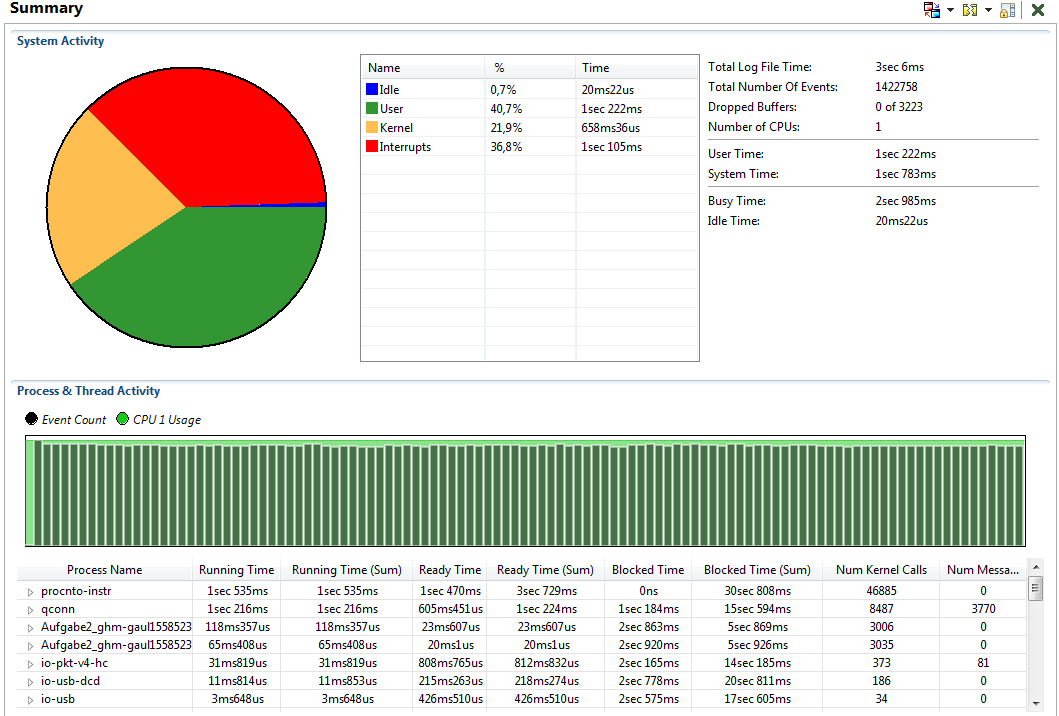 Summary
System Activity
Name % Time
Idle 0,7% 20ms22us
User 40,7% 1sec 222ms
Kernel 21,9% 658ms36us
Interrupts 36,8% 1sec 105ms
Total Log File Time: 3sec 6ms
Total Number Of Events: 1422758
Dropped Buffers: 0 of 3223
Number of CPUs: 1
User Time: 1sec 222ms
System Time: 1sec 783ms
Busy Time: 2sec 985ms
Idle Time: 20ms22us
Process & Thread Activity
Event Count CPU 1 Usage
Process Name Running Time Running Time (Sum) Ready Time Ready Time (Sum) Blocked Time Blocked Time (Sum) Num Kernel Calls Num Messa...
procnto-instr 1sec 535ms 1sec 535ms 1sec 470ms 3sec 729ms 0ns 30sec 808ms 46885 0
qconn 1sec 216ms 1sec 216ms 605ms451us 1sec 224ms 1sec 184ms 15sec 594ms 8487 3770
Aufgabe2_ghm-gaul1558523 118ms357us 118ms357us 23ms607us 23ms607us 2sec 863ms 5sec 869ms 3006 0
Aufgabe2_ghm-gaul1558523 65ms408us 65ms408us 20ms1us 20ms1us 2sec 920ms 5sec 926ms 3035 0
io-pkt-v4-hc 31ms819us 31ms819us 808ms765us 812ms832us 2sec 165ms 14sec 185ms 373 81
io-usb-dcd 11ms814us 11ms853us 215ms263us 218ms274us 2sec 778ms 20sec 811ms 186 0
io-usb 3ms648us 3ms648us 426ms510us 426ms510us 2sec 575ms 17sec 605ms 34 0